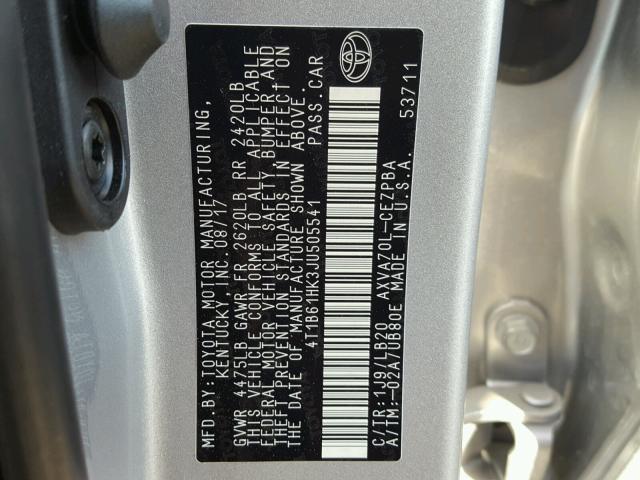 MFD.BY:TOYOTA MOTOR MANUFACTURING,
KENTUCKY, INC. 08/17
GVWR 4475LB GAWR FR 2620LB RR 2420LB
THIS VEHICLE CONFORMS TO ALL APPLICABLE
FEDERAL MOTOR VEHICLE SAFETY, BUMPER AND
THEFT PREVENTION STANDARDS IN EFFECT ON
THE DATE OF MANUFACTURE SHOWN ABOVE.
4T1B61HK3JU505541 PASS.CAR
C/TR:1J9/LB20 AXVA70L-CEZPBA
A/TM:-02A/UB80E MADE IN U.S.A. 53711